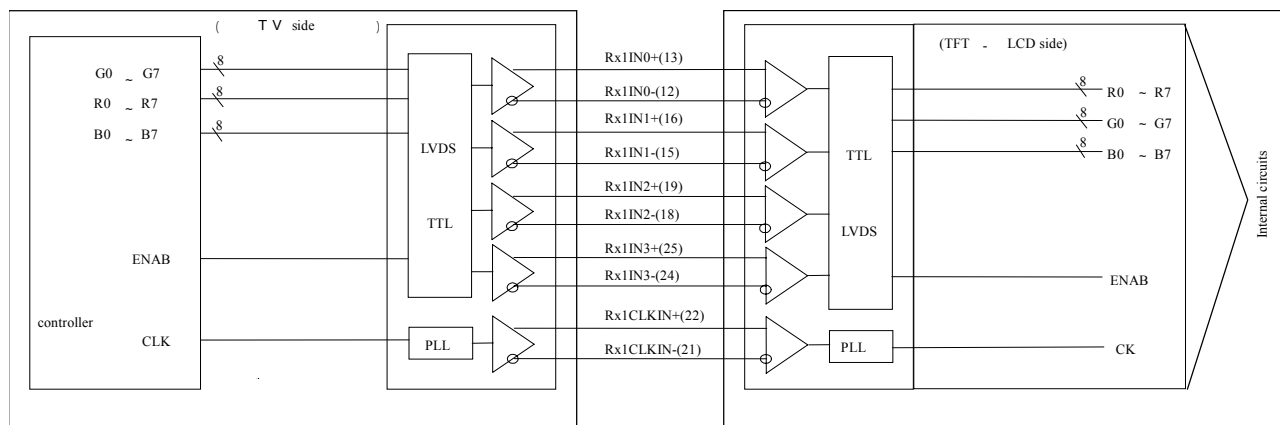 ( T V side )
G0 ~ G7
8
R0 ~ R7
8
B0 ~ B7
8
ENAB
controller
CLK
LVDS
TTL
PLL
Rx1IN0+(13)
Rx1IN0-(12)
Rx1IN1+(16)
Rx1IN1-(15)
Rx1IN2+(19)
Rx1IN2-(18)
Rx1IN3+(25)
Rx1IN3-(24)
Rx1CLKIN+(22)
Rx1CLKIN-(21)
TTL
LVDS
PLL
(TFT - LCD side)
8
R0 ~ R7
8
G0 ~ G7
8
B0 ~ B7
ENAB
CK
Internal circuits